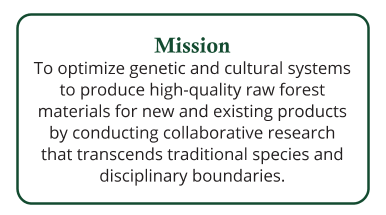 Mission
To optimize genetic and cultural systems
to produce high-quality raw forest
materials for new and existing products
by conducting collaborative research
that transcends traditional species and
disciplinary boundaries.